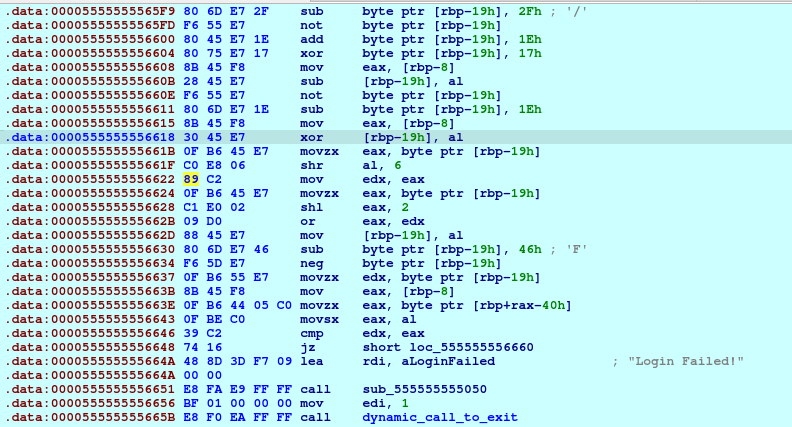 .data:00005555555565F9 80 6D E7 2F sub byte ptr [rbp-19h], 2Fh ; '/'
.data:00005555555565FD F6 55 E7 not byte ptr [rbp-19h]
.data:0000555555556600 80 45 E7 1E add byte ptr [rbp-19h], 1Eh
.data:0000555555556604 80 75 E7 17 xor byte ptr [rbp-19h], 17h
.data:0000555555556608 8B 45 F8 mov eax, [rbp-8]
.data:000055555555660B 28 45 E7 sub [rbp-19h], al
.data:000055555555660E F6 55 E7 not byte ptr [rbp-19h]
.data:0000555555556611 80 6D E7 1E sub byte ptr [rbp-19h], 1Eh
.data:0000555555556615 8B 45 F8 mov eax, [rbp-8]
.data:0000555555556618 30 45 E7 xor [rbp-19h], al
.data:000055555555661B 0F B6 45 E7 movzx eax, byte ptr [rbp-19h]
.data:000055555555661F C0 E8 06 shr al, 6
.data:0000555555556622 89 C2 mov edx, eax
.data:0000555555556624 0F B6 45 E7 movzx eax, byte ptr [rbp-19h]
.data:0000555555556628 C1 E0 02 shl eax, 2
.data:000055555555662B 09 D0 or eax, edx
.data:000055555555662D 88 45 E7 mov [rbp-19h], al
.data:0000555555556630 80 6D E7 46 sub byte ptr [rbp-19h], 46h ; 'F'
.data:0000555555556634 F6 5D E7 neg byte ptr [rbp-19h]
.data:0000555555556637 0F B6 55 E7 movzx edx, byte ptr [rbp-19h]
.data:000055555555663B 8B 45 F8 mov eax, [rbp-8]
.data:000055555555663E 0F B6 44 05 C0 movzx eax, byte ptr [rbp+rax-40h]
.data:0000555555556643 0F BE C0 movsx eax, al
.data:0000555555556646 39 C2 cmp edx, eax
.data:0000555555556648 74 16 jz short loc_555555556660
.data:000055555555664A 48 8D 3D F7 09 lea rdi, aLoginFailed ; "Login Failed!"
.data:000055555555664A 00 00
.data:0000555555556651 E8 FA E9 FF FF call sub_555555555050
.data:0000555555556656 BF 01 00 00 00 mov edi, 1
.data:000055555555665B E8 F0 EA FF FF call dynamic_call_to_exit